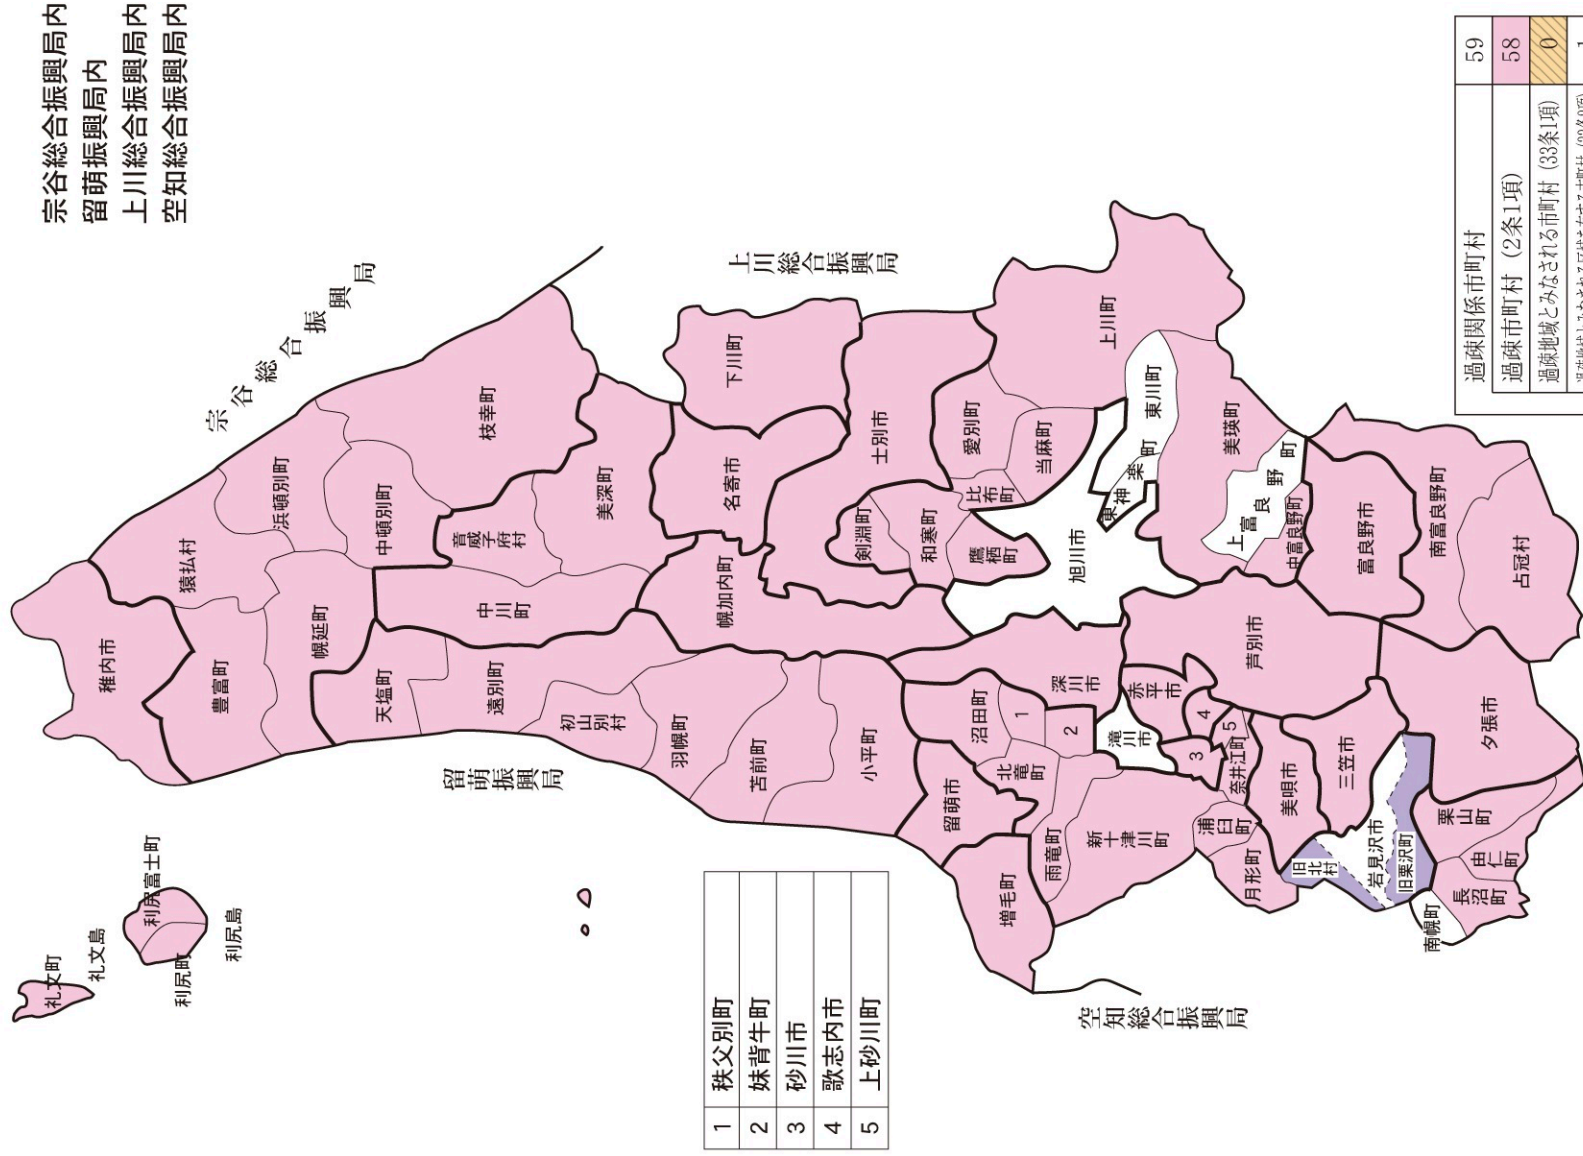 宗谷総合振興局内
留萌振興局内
上川総合振興局内
空知総合振興局内
宗谷総合振興局
上川総合振興局
留萌振興局
空知総合振興局
礼文町
礼文島
利尻富士町
利尻町
利尻島
稚内市
猿払村
豊富町
浜頓別町
中頓別町
幌延町
枝幸町
天塩町
中川町
音威子府村
美深町
遠別町
初山別村
羽幌町
苫前町
小平町
留萌市
増毛町
幌加内町
名寄市
下川町
士別市
剣淵町
和寒町
愛別町
比布町
当麻町
鷹栖町
旭川市
上川町
東川町
東神楽町
美瑛町
上富良野町
中富良野町
富良野市
南富良野町
占冠村
沼田町
1
2
北竜町
深川市
雨竜町
新十津川町
滝川市
赤平市
3
4
5
奈井江町
浦臼町
月形町
美唄市
芦別市
三笠市
岩見沢市
旧北村
旧栗沢町
夕張市
栗山町
由仁町
長沼町
南幌町
1 秩父別町
2 妹背牛町
3 砂川市
4 歌志内市
5 上砂川町
過疎関係市町村 59
過疎市町村（2条1項） 58
過疎地域とみなされる市町村（33条1項） 0